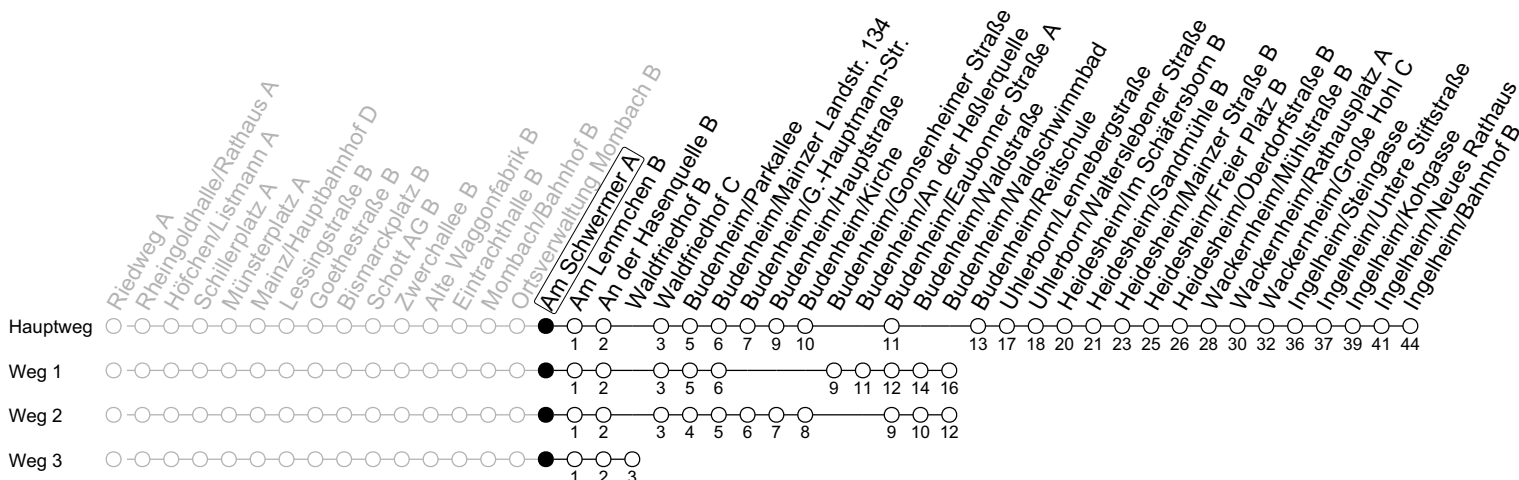 Riedweg A
Rheingoldhalle/Rathaus A
Höfchen/Listmann A
Schillerplatz A
Münsterplatz A
Mainz/Hauptbahnhof D
Lessingstraße B
Goethestraße B
Bismarckplatz B
Schott AG B
Zwerchallee B
Alte Waggonfabrik B
Eintrachthalle B
Mombach/Bahnhof B
Ortsverwaltung Mombach B
Am Schwermer A
Am Lemmchen B
An der Hasenquelle B
Waldfriedhof B
Waldfriedhof C
Budenheim/Parkallee
Budenheim/Mainzer Landstr. 134
Budenheim/G.-Hauptmann-Str.
Budenheim/Hauptstraße
Budenheim/Kirche
Budenheim/Gonsenheimer Straße
Budenheim/An der Heßlerquelle
Budenheim/Eaubonner Straße A
Budenheim/Waldstraße
Budenheim/Waldschwimmbad
Budenheim/Reitschule
Uhlerborn/Lennebergstraße
Uhlerborn/Walterslebener Straße
Heidesheim/Im Schäfersborn B
Heidesheim/Sandmühle B
Heidesheim/Mainzer Straße B
Heidesheim/Freier Platz B
Heidesheim/Oberdorfstraße B
Wackernheim/Mühlstraße B
Wackernheim/Rathausplatz A
Wackernheim/Große Hohl C
Ingelheim/Steingasse
Ingelheim/Untere Stiftstraße
Ingelheim/Kohgasse
Ingelheim/Neues Rathaus
Ingelheim/Bahnhof B
Hauptweg
1 2 3 5 6 7 9 10 11 13 17 18 20 21 23 25 26 28 30 32 36 37 39 41 44
Weg 1
1 2 3 5 6 9 11 12 14 16
Weg 2
1 2 3 4 5 6 7 8 9 10 12
Weg 3
1 2 3